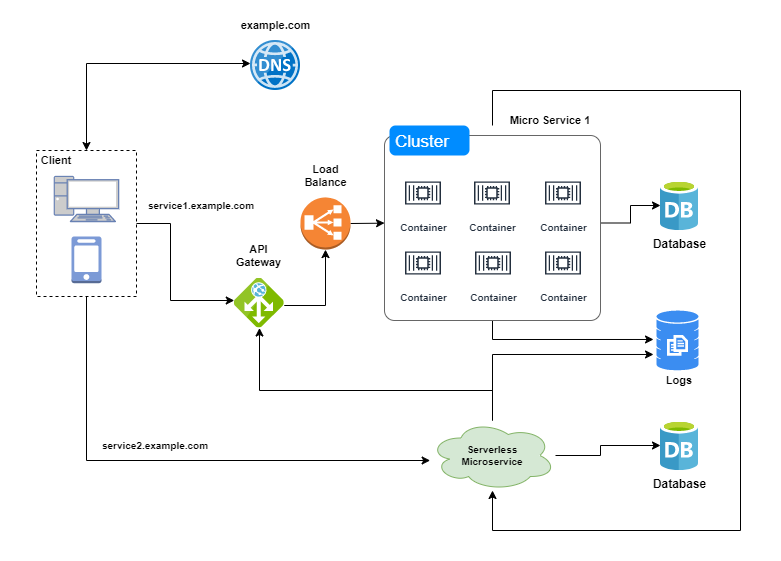 example.com
DNS
Client
service1.example.com
Load
Balance
API
Gateway
Micro Service 1
Cluster
Container
Container
Container
Container
Container
Container
DB
Database
Logs
service2.example.com
Serverless
Microservice
DB
Database